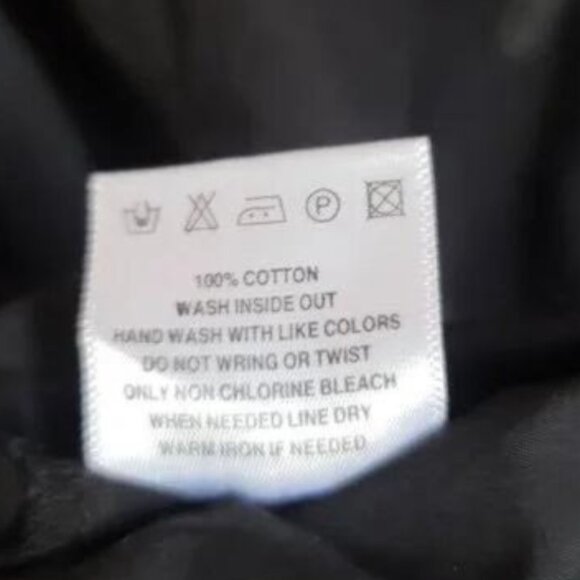 P
100% COTTON
WASH INSIDE OUT
HAND WASH WITH LIKE COLORS
DO NOT WRING OR TWIST
ONLY NON CHLORINE BLEACH
WHEN NEEDED LINE DRY
WARM IRON IF NEEDED